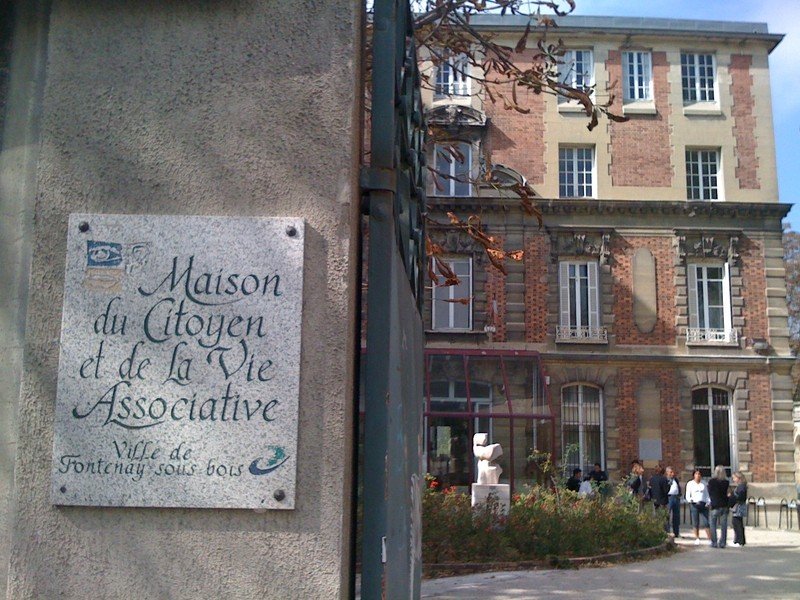 Maison
du Citoyen
et de La Vie
Associative
Ville de
Fontenay sous bois